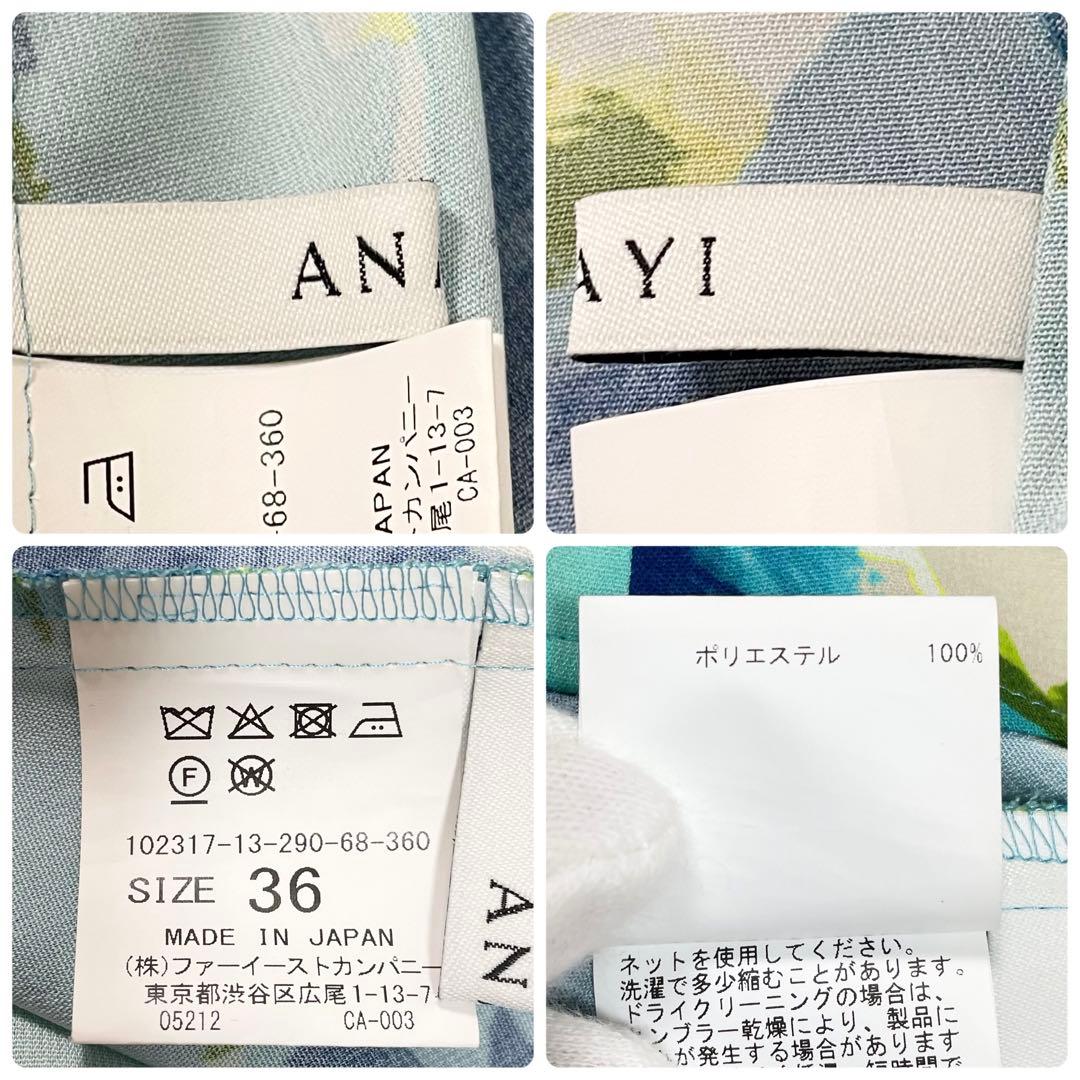 AN
-68-360
APAN
カンパニー
尾1-13-7
CA-003
AYI
102317-13-290-68-360
SIZE 36
MADE IN JAPAN
(株)ファーイーストカンパニー
東京都渋谷区広尾1-13-7
05212 CA-003
AN
ポリエステル 100%
ネットを使用してください。
洗濯で多少縮むことがあります。
ドライクリーニングの場合は、
ンブラー乾燥により、製品に
が発生する場合があります